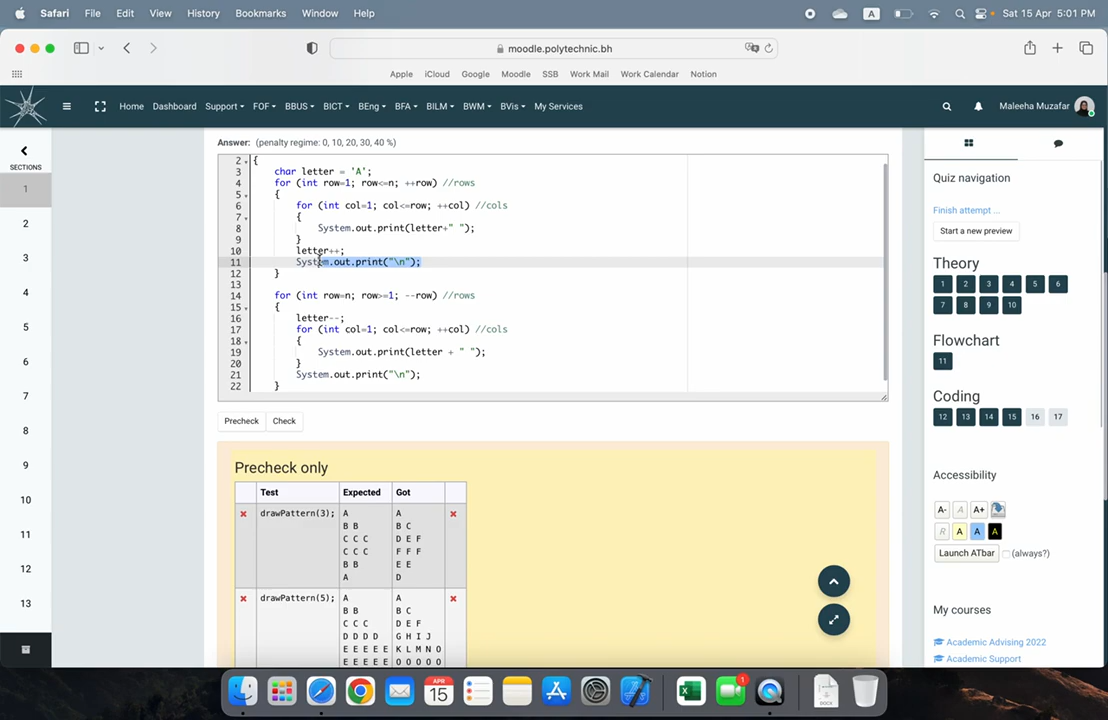 Safari File Edit View History Bookmarks Window Help A Sat 15 Apr 5:01 PM
moodle.polytechnic.bh
Apple iCloud Google Moodle SSB Work Mail Work Calendar Notion
Home Dashboard Support FOF BBUS BICT BEng BFA BILM BWM BVis My Services Maleeha Muzafar
SECTIONS
1
2
3
4
5
6
7
8
9
10
11
12
13
Answer: (penalty regime: 0, 10, 20, 30, 40 %)
2 {
3 char letter = 'A';
4 for (int row=1; row<=n; ++row) //rows
5 {
6 for (int col=1; col<=row; ++col) //cols
7 {
8 System.out.print(letter+" ");
9 }
10 letter++;
11 System.out.print("\n");
12 }
13
14 for (int row=n; row>=1; --row) //rows
15 {
16 letter--;
17 for (int col=1; col<=row; ++col) //cols
18 {
19 System.out.print(letter + " ");
20 }
21 System.out.print("\n");
22 }
Precheck Check
Precheck only
Test Expected Got
drawPattern(3); A A
B B B C
C C C D E F
C C C F F F
B B E E
A D
drawPattern(5); A A
B B B C
C C C D E F
D D D D G H I J
E E E E E K L M N O
E E E E E O O O O O
Quiz navigation
Finish attempt ...
Start a new preview
Theory
1 2 3 4 5 6
7 8 9 10
Flowchart
11
Coding
12 13 14 15 16 17
Accessibility
A- A A+
R A A A
Launch ATbar (always?)
My courses
Academic Advising 2022
Academic Support
APR
15
1
DOCX